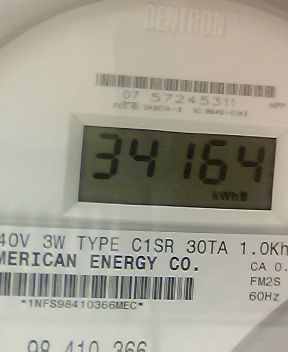 CENTRON
07 57245311
34164
kWh
40V 3W TYPE C1SR 30TA 1.0Kh
MERICAN ENERGY CO.
CA 0.
FM2S
60Hz
*1NFS98410366MEC*
98 410 366